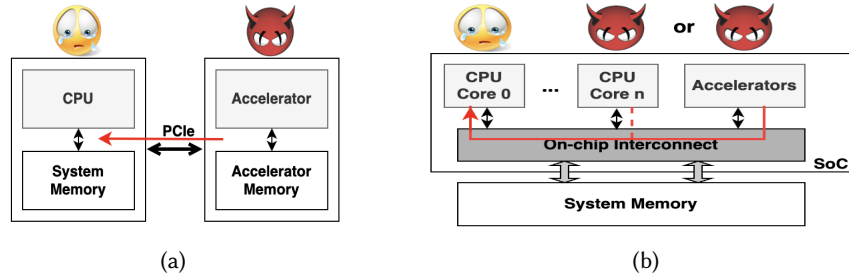 CPU
System
Memory
PCIe
Accelerator
Accelerator
Memory
(a)
or
CPU
Core 0
...
CPU
Core n
Accelerators
On-chip Interconnect
SoC
System Memory
(b)